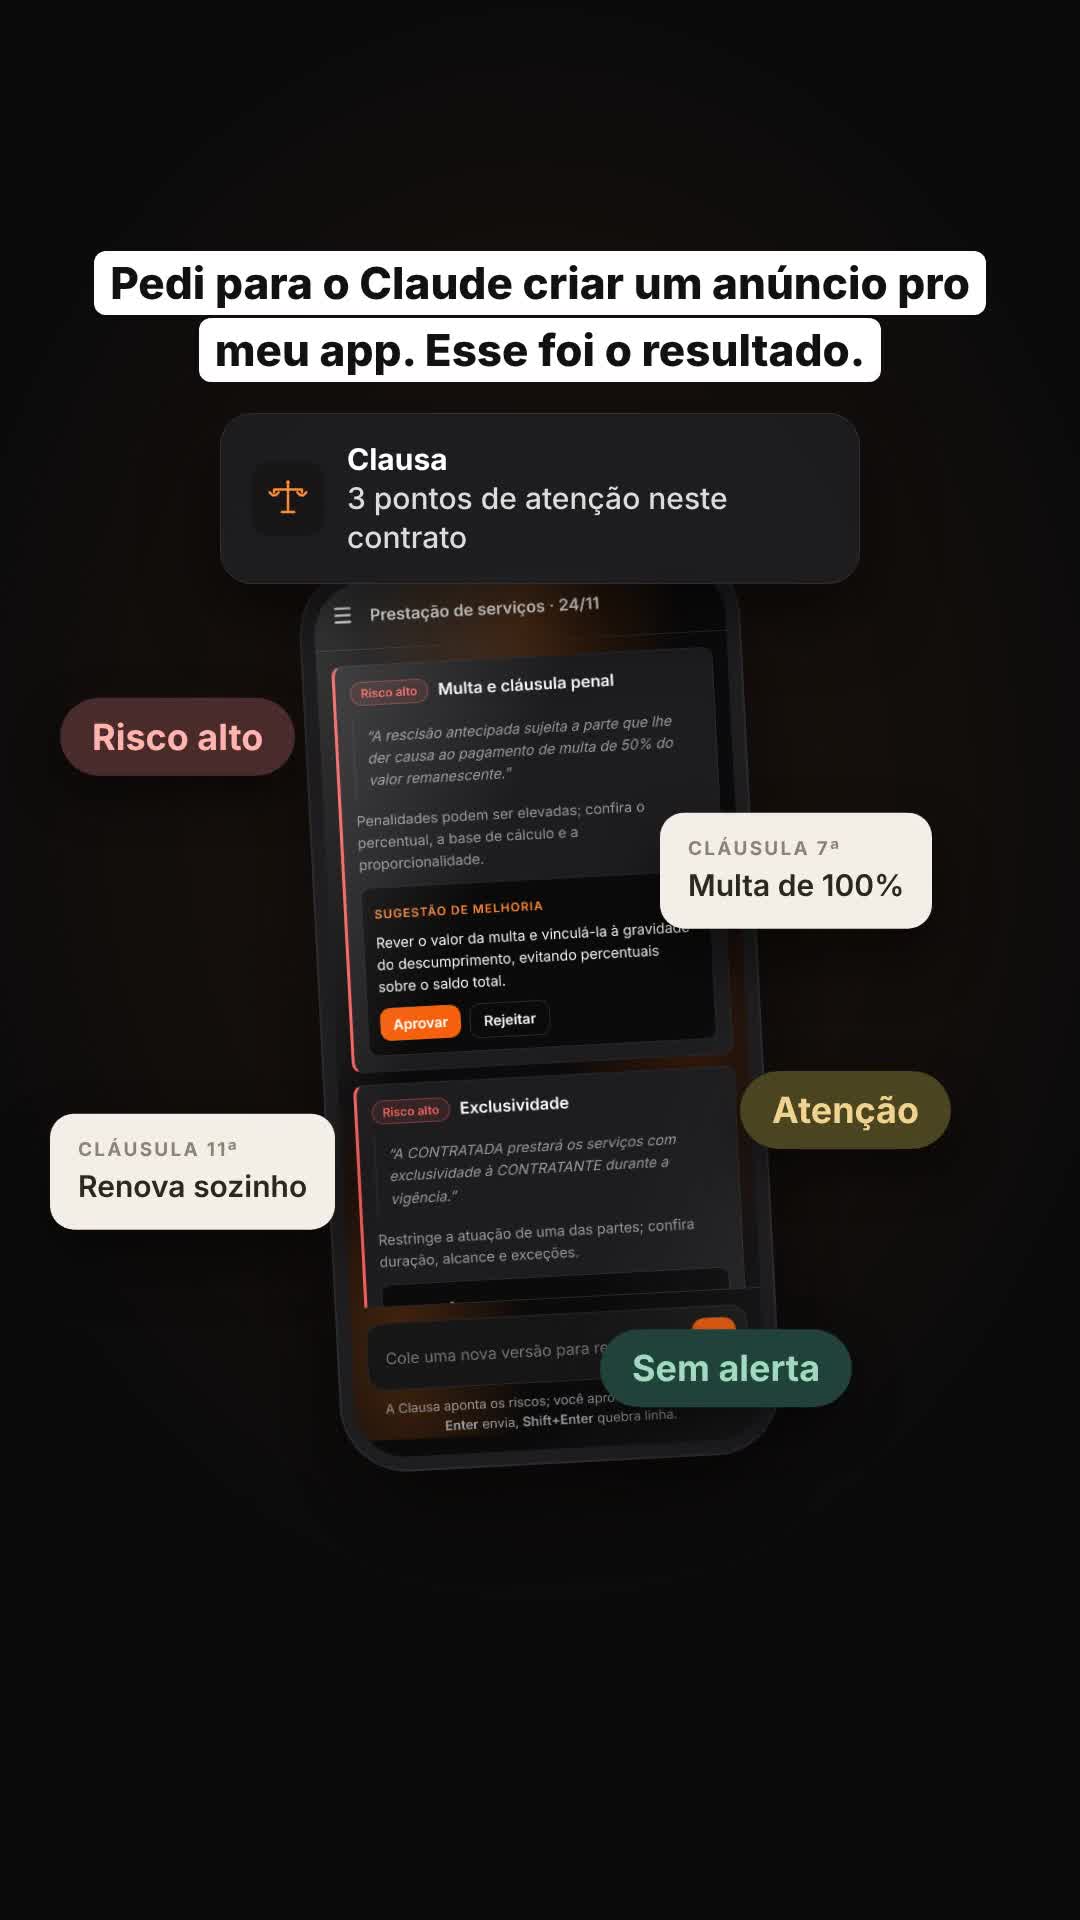 Pedi para o Claude criar um anúncio pro
meu app. Esse foi o resultado.
Clausa
3 pontos de atenção neste
contrato
Prestação de serviços · 24/11
Risco alto Multa e cláusula penal
"A rescisão antecipada sujeita a parte que lhe
der causa ao pagamento de multa de 50% do
valor remanescente."
Risco alto
Penalidades podem ser elevadas; confira o
percentual, a base de cálculo e a
proporcionalidade.
CLÁUSULA 7ª
Multa de 100%
SUGESTÃO DE MELHORIA
Rever o valor da multa e vinculá-la à gravidade
do descumprimento, evitando percentuais
sobre o saldo total.
Aprovar Rejeitar
Risco alto Exclusividade
Atenção
"A CONTRATADA prestará os serviços com
exclusividade à CONTRATANTE durante a
vigência."
CLÁUSULA 11ª
Renova sozinho
Restringe a atuação de uma das partes; confira
duração, alcance e exceções.
Cole uma nova versão para
Sem alerta
A Clausa aponta os riscos; você
Enter envia, Shift+Enter quebra linha.